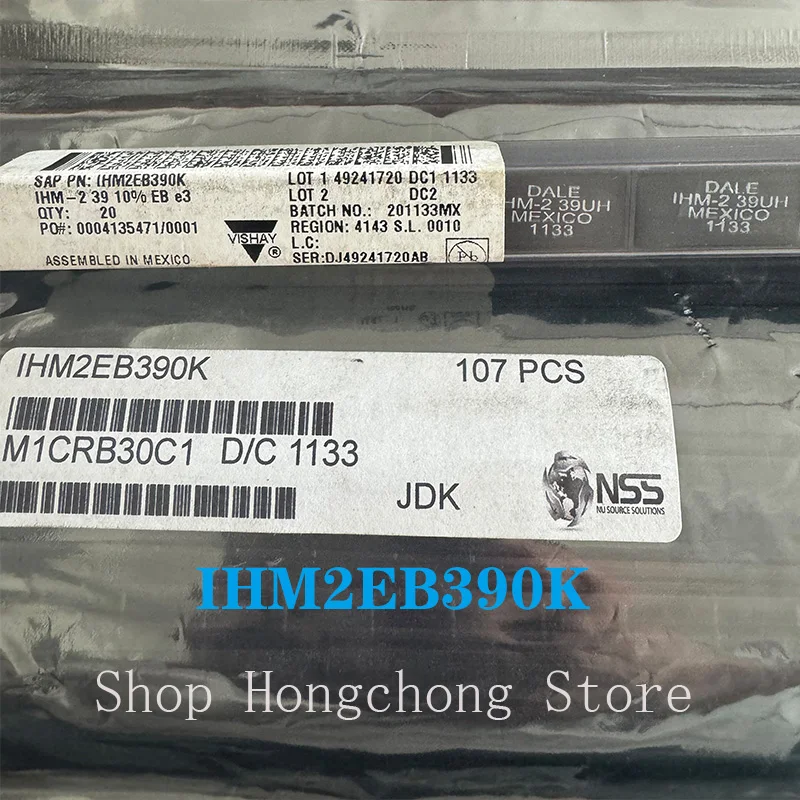 SAP PN: IHM2EB390K
IHM-2 39 10% EB e3
QTY: 20
PO#: 0004135471/0001
ASSEMBLED IN MEXICO
VISHAY
®
LOT 1 49241720 DC1 1133
LOT 2 DC2
BATCH NO.: 201133MX
REGION: 4143 S.L. 0010
L.C:
SER:DJ49241720AB
Pb
DALE
HM-2 39UH
MEXICO
1133
DALE
IHM-2 39UH
MEXICO
1133
IHM2EB390K 107 PCS
M1CRB30C1 D/C 1133
JDK
NSS
NU SOURCE SOLUTIONS
IHM2EB390K
Shop Hongchong Store